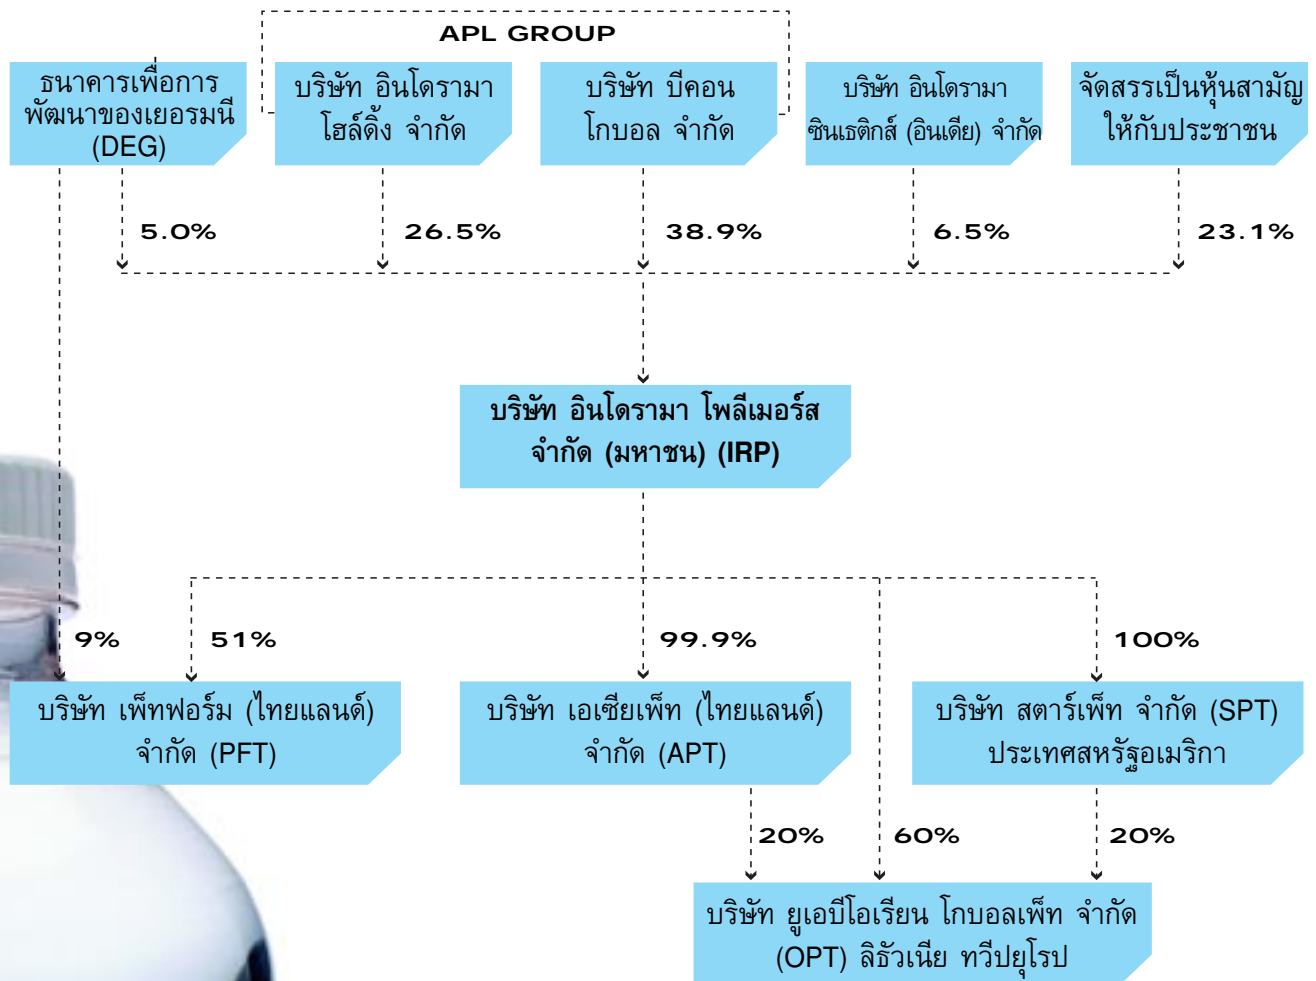 APL GROUP
ธนาคารเพื่อการ
พัฒนาของเยอรมนี
(DEG)
บริษัท อินโดรามา
โฮล์ดิ้ง จำกัด
บริษัท บีคอน
โกบอล จำกัด
บริษัท อินโดรามา
ซินเธติกส์ (อินเดีย) จำกัด
จัดสรรเป็นหุ้นสามัญ
ให้กับประชาชน
5.0%
26.5%
38.9%
6.5%
23.1%
บริษัท อินโดรามา โพลีเมอร์ส
จำกัด (มหาชน) (IRP)
9%
51%
99.9%
100%
บริษัท เพ็ทฟอร์ม (ไทยแลนด์)
จำกัด (PFT)
บริษัท เอเซียเพ็ท (ไทยแลนด์)
จำกัด (APT)
บริษัท สตาร์เพ็ท จำกัด (SPT)
ประเทศสหรัฐอเมริกา
20%
60%
20%
บริษัท ยูเอบีโอเรียน โกบอลเพ็ท จำกัด
(OPT) ลิธัวเนีย ทวีปยุโรป